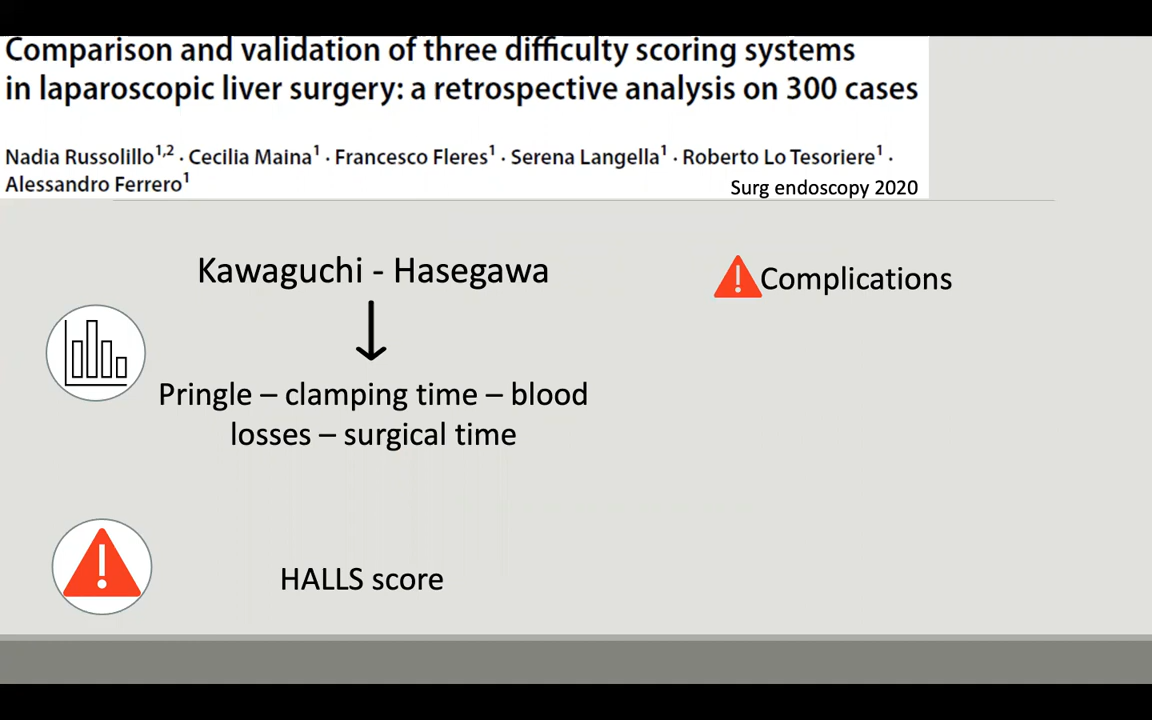 Comparison and validation of three difficulty scoring systems
in laparoscopic liver surgery: a retrospective analysis on 300 cases
Nadia Russolillo1,2 · Cecilia Maina1 · Francesco Fleres1 · Serena Langella1 · Roberto Lo Tesoriere1 ·
Alessandro Ferrero1
Surg endoscopy 2020
Kawaguchi - Hasegawa
Pringle – clamping time – blood
losses – surgical time
HALLS score
Complications